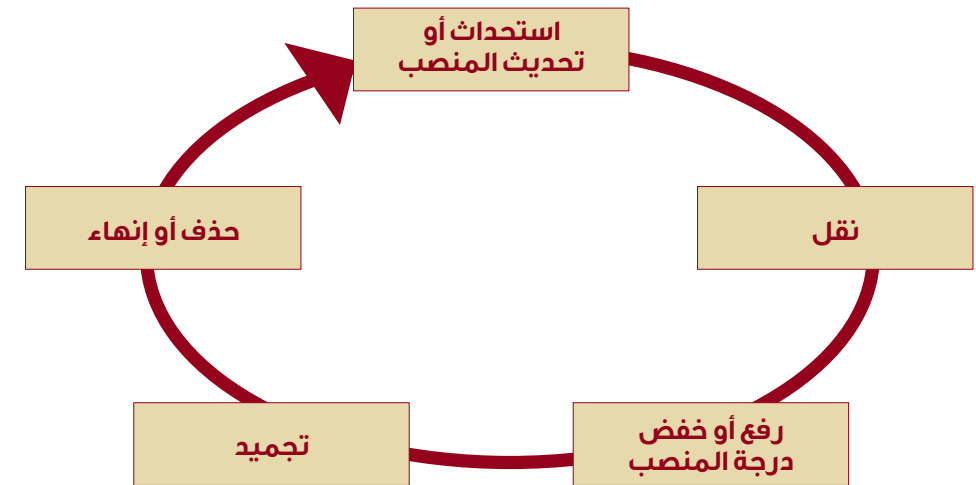 استحداث أو
تحديث المنصب
نقل
رفع أو خفض
درجة المنصب
تجميد
حذف أو إنهاء